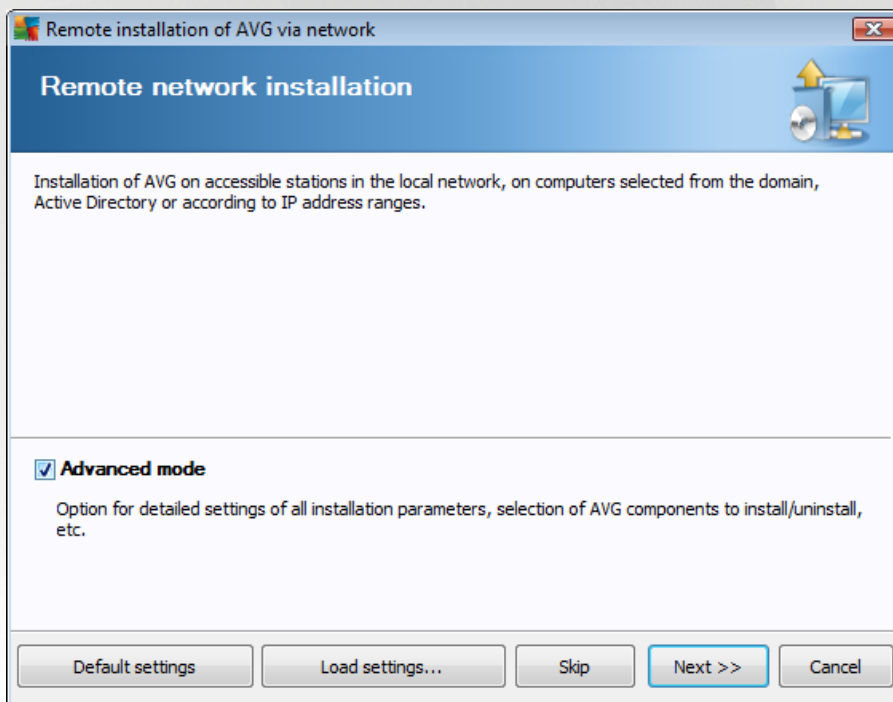 Remote installation of AVG via network
Remote network installation
Installation of AVG on accessible stations in the local network, on computers selected from the domain,
Active Directory or according to IP address ranges.
Advanced mode
Option for detailed settings of all installation parameters, selection of AVG components to install/uninstall,
etc.
Default settings
Load settings...
Skip
Next >>
Cancel